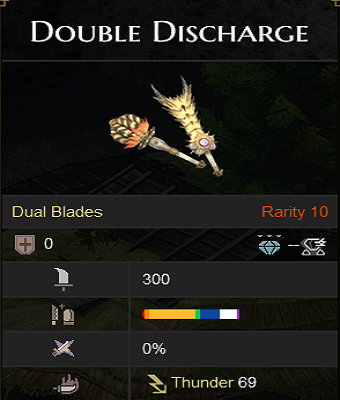 DOUBLE DISCHARGE
Dual Blades Rarity 10
0 --
300
0%
Thunder 69